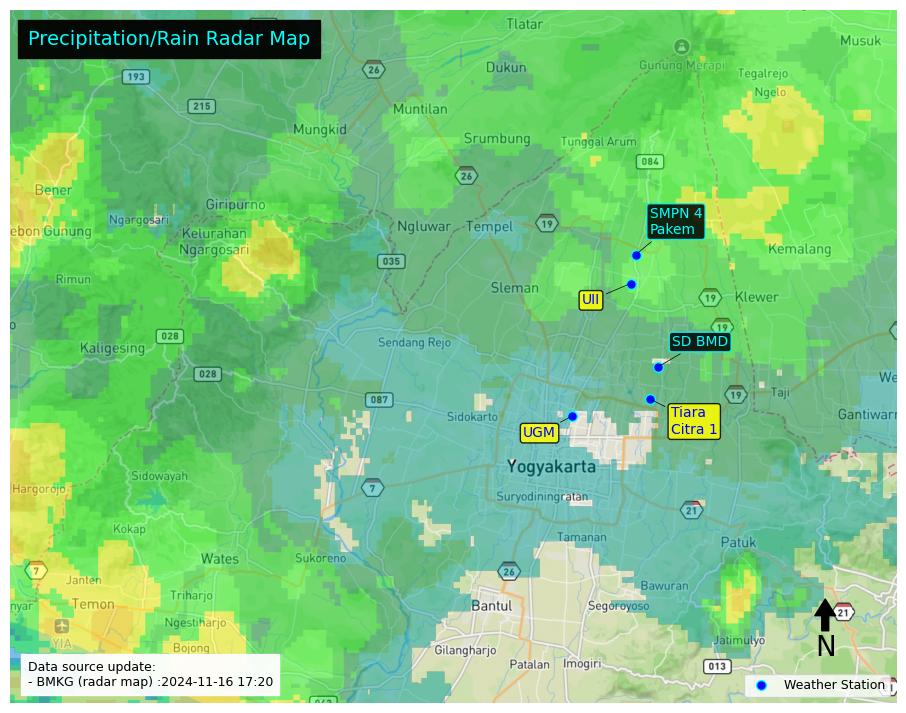 Precipitation/Rain Radar Map
Tlatar
Musuk
26
Dukun
Gunung Merapi
193
Tegalrejo
Ngelo
215
Muntilan
Mungkid
Srumbung
Tunggal Arum
084
26
Bener
Giripurno
Ngargosari
SMPN 4
Pakem
Ngluwar
Tempel
19
ebon Gunung
Kelurahan
Ngargosari
Kemalang
035
Rimun
Sleman
UII
19
Klewer
19
028
Kaligesing
Sendang Rejo
SD BMD
028
We
087
19
Taji
Tiara
Citra 1
Gantiwarn
Sidokarto
UGM
Yogyakarta
Sidowayah
Hargorojo
7
Suryodiningratan
21
Kokap
Tamanan
Patuk
Wates
Sukoreno
7
Janten
26
Bawuran
Temon
Triharjo
nyar
Bantul
Segoroyoso
21
Ngestiharjo
YIA
Jatimulyo
N
Bojong
Gilangharjo
Patalan
Imogiri
013
Data source update:
- BMKG (radar map) :2024-11-16 17:20
Weather Station